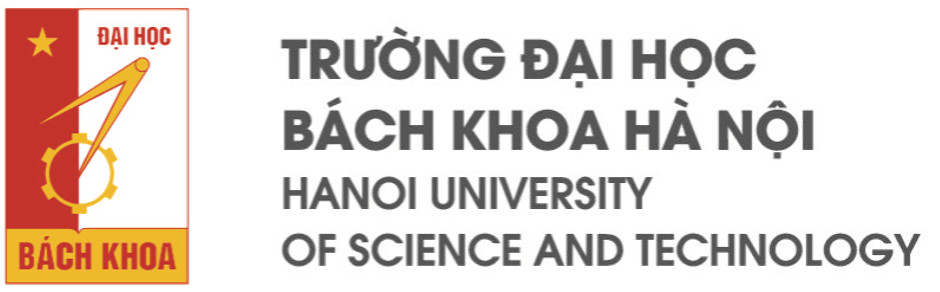 ĐẠI HỌC
BÁCH KHOA
TRƯỜNG ĐẠI HỌC
BÁCH KHOA HÀ NỘI
HANOI UNIVERSITY
OF SCIENCE AND TECHNOLOGY